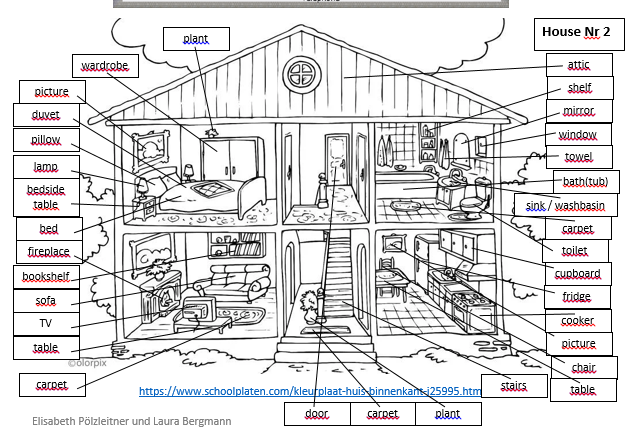 House Nr 2
plant
wardrobe
picture
duvet
pillow
lamp
bedside
table
bed
fireplace
bookshelf
sofa
TV
table
carpet
attic
shelf
mirror
window
towel
bath(tub)
sink / washbasin
carpet
toilet
cupboard
fridge
cooker
picture
chair
table
stairs
©olorpix
https://www.schoolplaten.com/kleurplaat-huis-binnenkant-i25995.htm
door
carpet
plant
Elisabeth Pölzleitner und Laura Bergmann